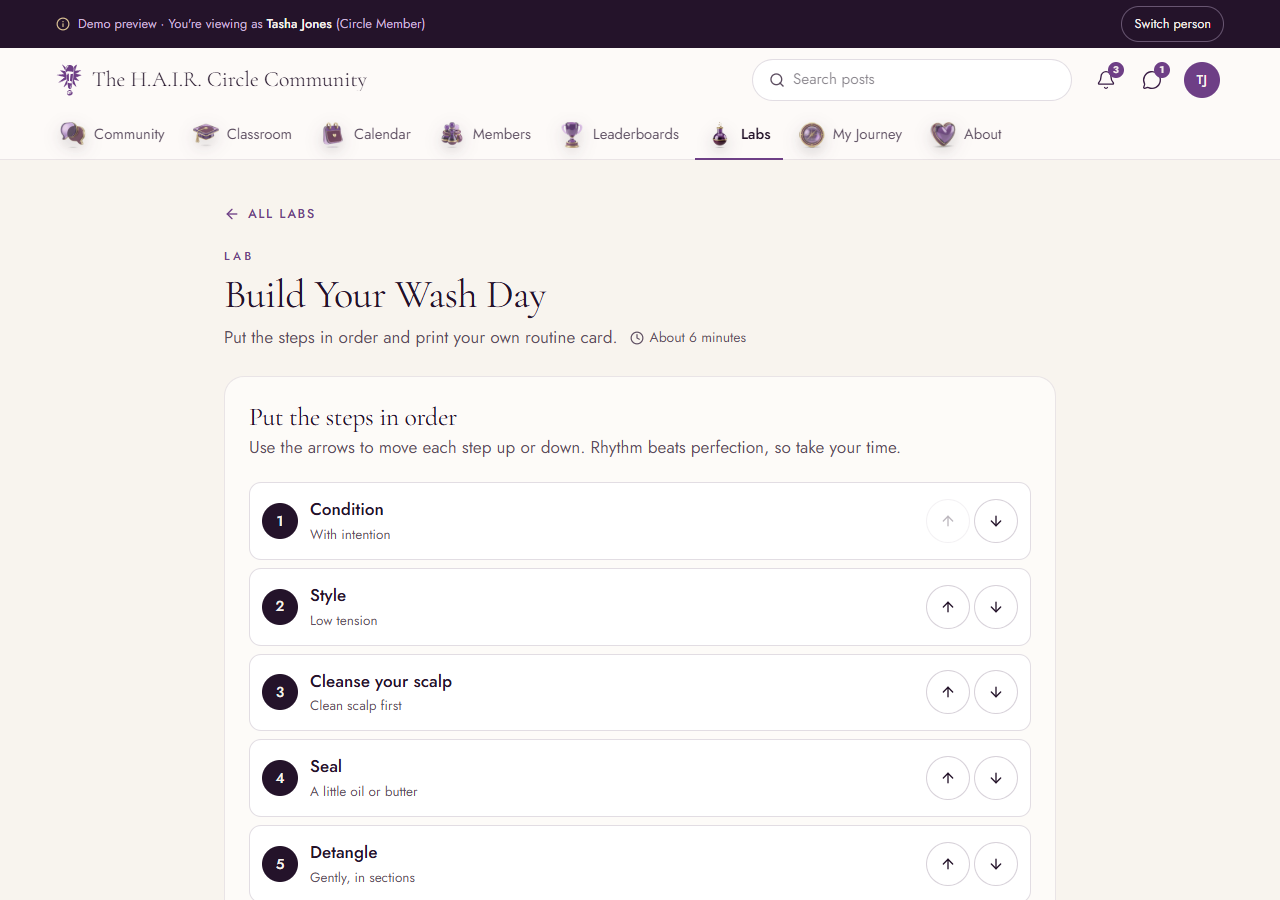 Demo preview · You're viewing as Tasha Jones (Circle Member)
Switch person
The H.A.I.R. Circle Community
Search posts
3
1
TJ
Community
Classroom
Calendar
Members
Leaderboards
Labs
My Journey
About
ALL LABS
LAB
Build Your Wash Day
Put the steps in order and print your own routine card. About 6 minutes
Put the steps in order
Use the arrows to move each step up or down. Rhythm beats perfection, so take your time.
1
Condition
With intention
2
Style
Low tension
3
Cleanse your scalp
Clean scalp first
4
Seal
A little oil or butter
5
Detangle
Gently, in sections